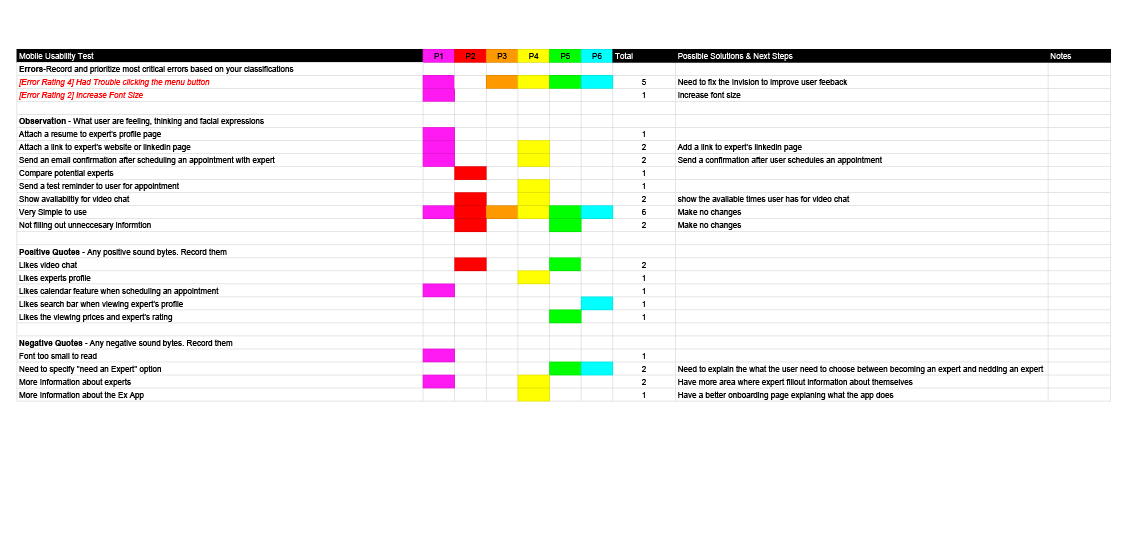 Mobile Usability Test P1 P2 P3 P4 P5 P6 Total Possible Solutions & Next Steps Notes
Errors-Record and prioritize most critical errors based on your classifications
[Error Rating 4] Had Trouble clicking the menu button 5 Need to fix the invision to improve user feeback
[Error Rating 2] Increase Font Size 1 Increase font size
Observation - What user are feeling, thinking and facial expressions
Attach a resume to expert's profile page 1
Attach a link to expert's website or linkedin page 2 Add a link to expert's linkedin page
Send an email confirmation after scheduling an appointment with expert 2 Send a confirmation after user schedules an appointment
Compare potential experts 1
Send a test reminder to user for appointment 1
Show availabitliy for video chat 2 show the available times user has for video chat
Very Simple to use 6 Make no changes
Not filling out unneccesary informtion 2 Make no changes
Positive Quotes - Any positive sound bytes. Record them
Likes video chat 2
Likes experts profile 1
Likes calendar feature when scheduling an appointment 1
Likes search bar when viewing expert's profile 1
Likes the viewing prices and expert's rating 1
Negative Quotes - Any negative sound bytes. Record them
Font too small to read 1
Need to specify "need an Expert" option 2 Need to explain the what the user need to choose between becoming an expert and nedding an expert
More information about experts 2 Have more area where expert fillout information about themselves
More information about the Ex App 1 Have a better onboarding page explaning what the app does